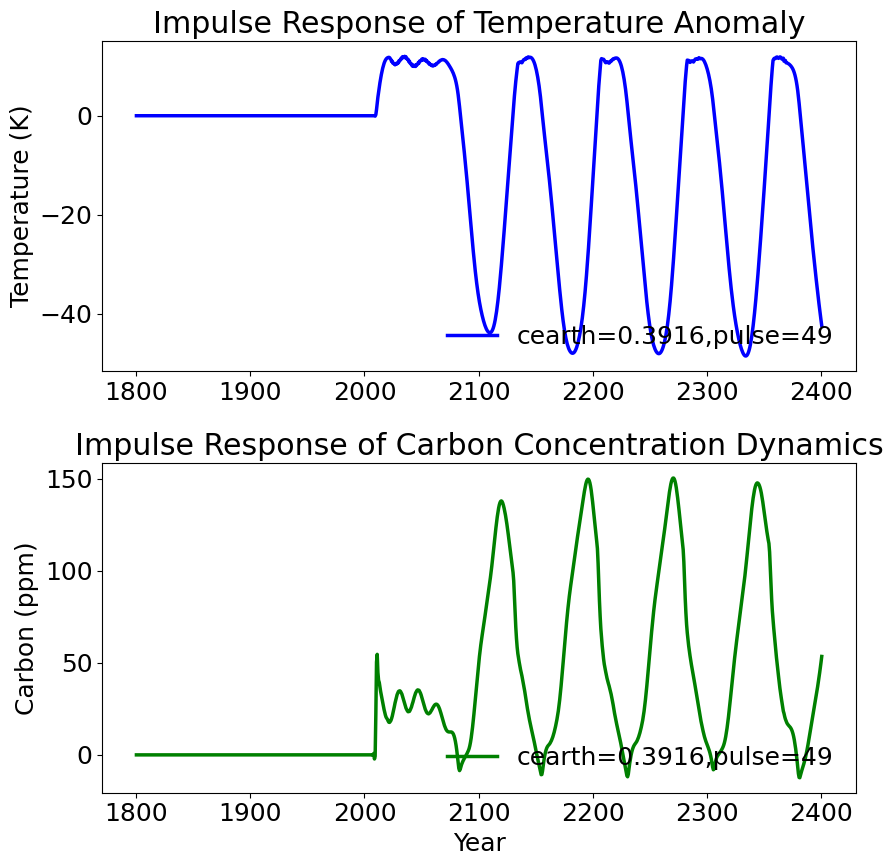 Impulse Response of Temperature Anomaly
Temperature (K)
0
−20
−40
cearth=0.3916,pulse=49
1800 1900 2000 2100 2200 2300 2400
Impulse Response of Carbon Concentration Dynamics
Carbon (ppm)
150
100
50
0
cearth=0.3916,pulse=49
1800 1900 2000 2100 2200 2300 2400
Year